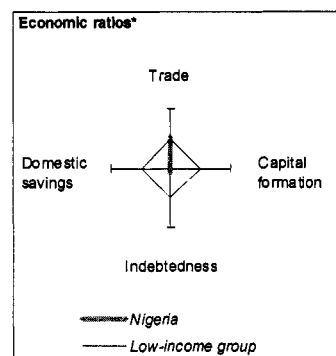 Economic ratios*
Trade
Domestic savings
Capital formation
Indebtedness
Nigeria
Low-income group